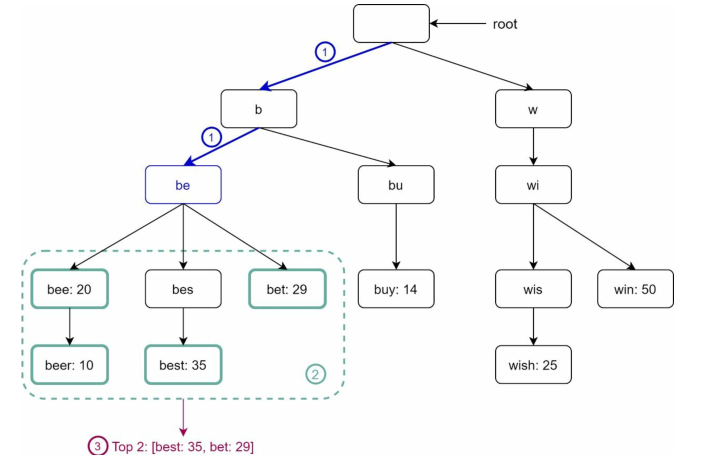 root
1
b
w
1
be
bu
wi
bee: 20
bes
bet: 29
buy: 14
wis
win: 50
beer: 10
best: 35
2
wish: 25
3 Top 2: [best: 35, bet: 29]